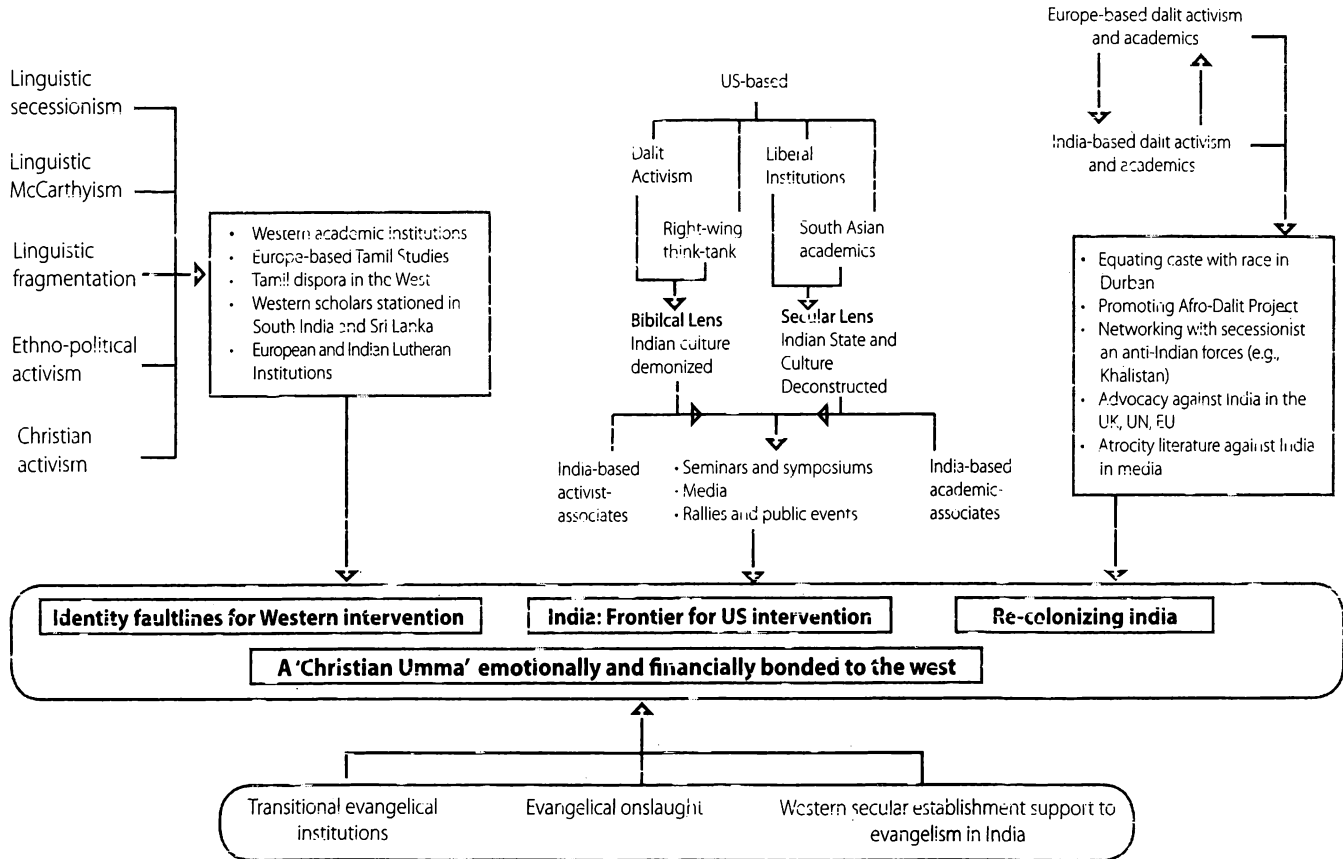 Linguistic
secessionism
Linguistic
McCarthyism
Linguistic
fragmentation
Ethno-political
activism
Christian
activism
• Western academic institutions
• Europe-based Tamil Studies
• Tamil dispora in the West
• Western scholars stationed in
South India and Sri Lanka
• European and Indian Lutheran
Institutions
US-based
Dalit
Activism
Right-wing
think-tank
Liberal
Institutions
South Asian
academics
Bibilcal Lens
Indian culture
demonized
Secular Lens
Indian State and
Culture
Deconstructed
India-based
activist-
associates
• Seminars and symposiums
• Media
• Rallies and public events
India-based
academic-
associates
Europe-based dalit activism
and academics
India-based dalit activism
and academics
• Equating caste with race in
Durban
• Promoting Afro-Dalit Project
• Networking with secessionist
an anti-Indian forces (e.g.,
Khalistan)
• Advocacy against India in the
UK, UN, EU
• Atrocity literature against India
in media
Identity faultlines for Western intervention
India: Frontier for US intervention
Re-colonizing india
A 'Christian Umma' emotionally and financially bonded to the west
Transitional evangelical
institutions
Evangelical onslaught
Western secular establishment support to
evangelism in India